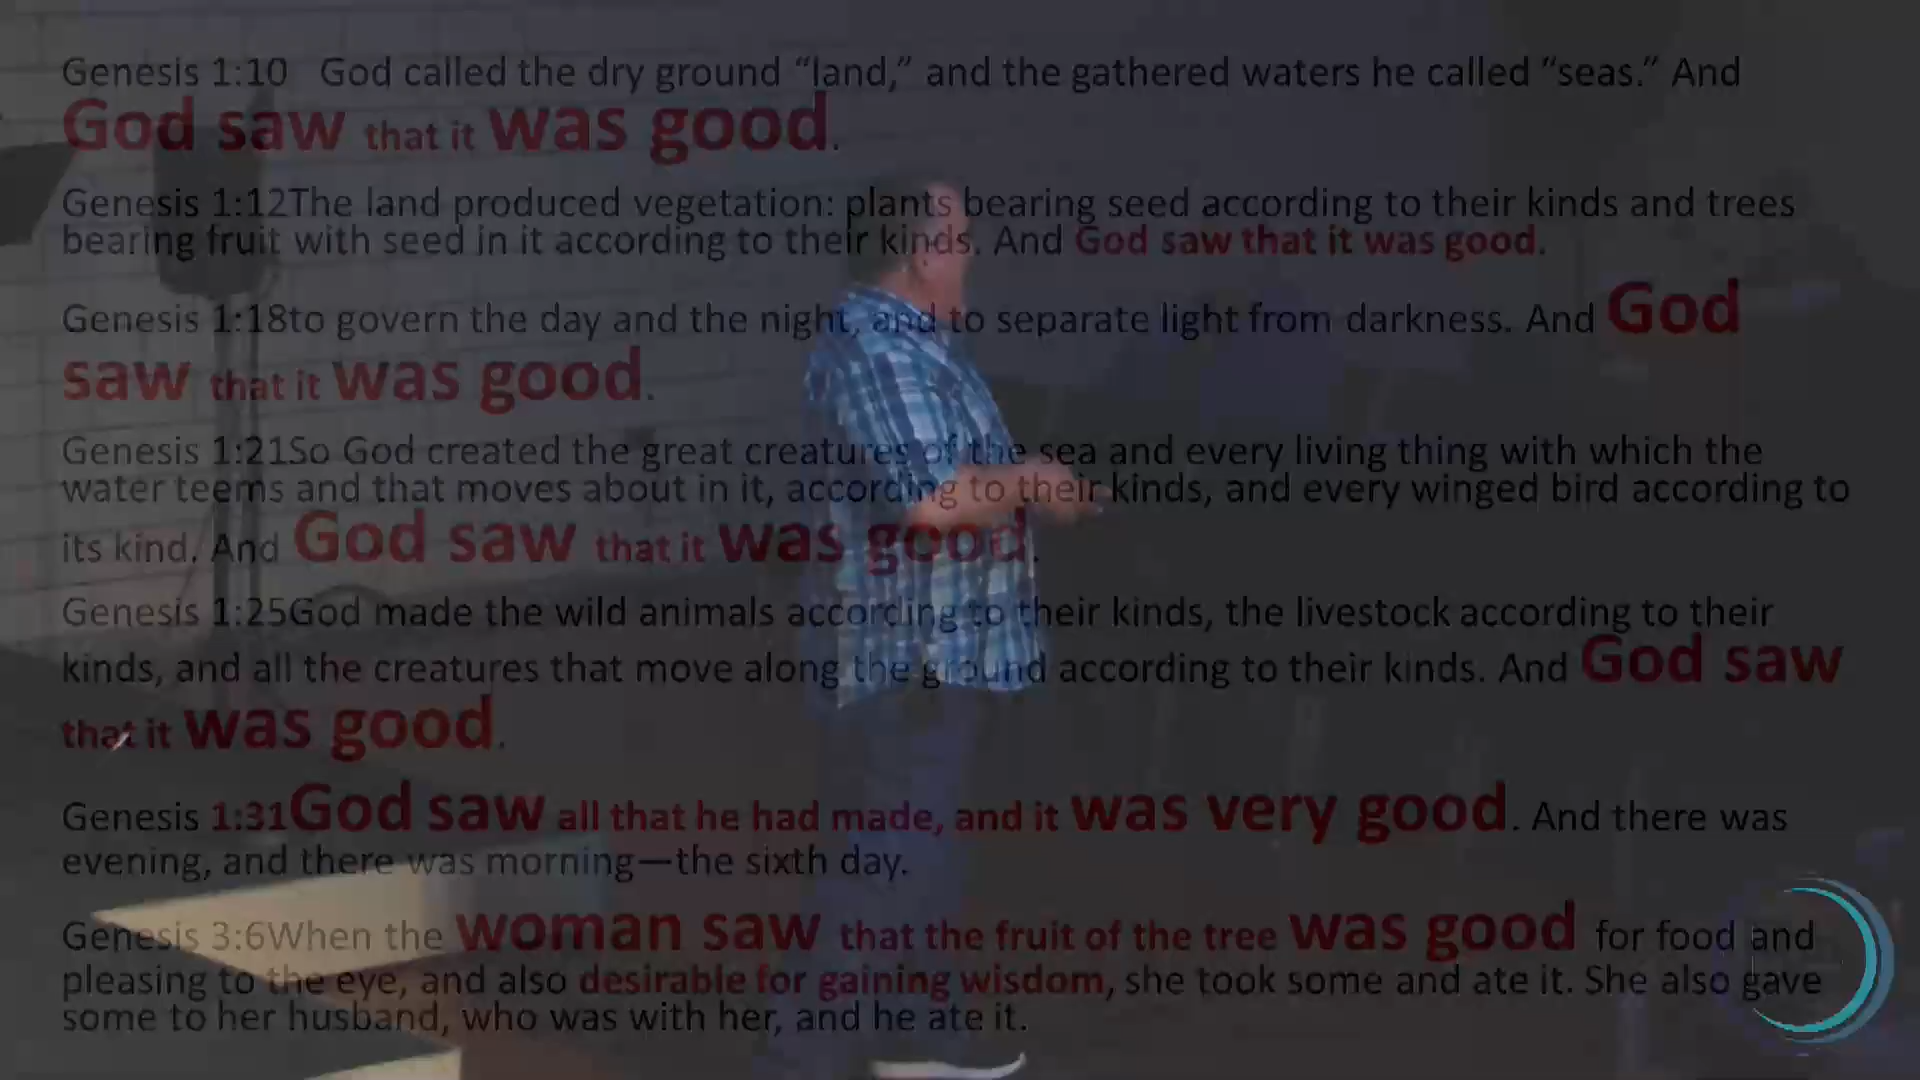 Genesis 1:10 God called the dry ground “land,” and the gathered waters he called “seas.” And
God saw that it was good.
Genesis 1:12The land produced vegetation: plants bearing seed according to their kinds and trees
bearing fruit with seed in it according to their kinds. And God saw that it was good.
Genesis 1:18to govern the day and the night, and to separate light from darkness. And God
saw that it was good.
Genesis 1:21So God created the great creatures of the sea and every living thing with which the
water teems and that moves about in it, according to their kinds, and every winged bird according to
its kind. And God saw that it was good.
Genesis 1:25God made the wild animals according to their kinds, the livestock according to their
kinds, and all the creatures that move along the ground according to their kinds. And God saw
that it was good.
Genesis 1:31God saw all that he had made, and it was very good. And there was
evening, and there was morning—the sixth day.
Genesis 3:6When the woman saw that the fruit of the tree was good for food and
pleasing to the eye, and also desirable for gaining wisdom, she took some and ate it. She also gave
some to her husband, who was with her, and he ate it.